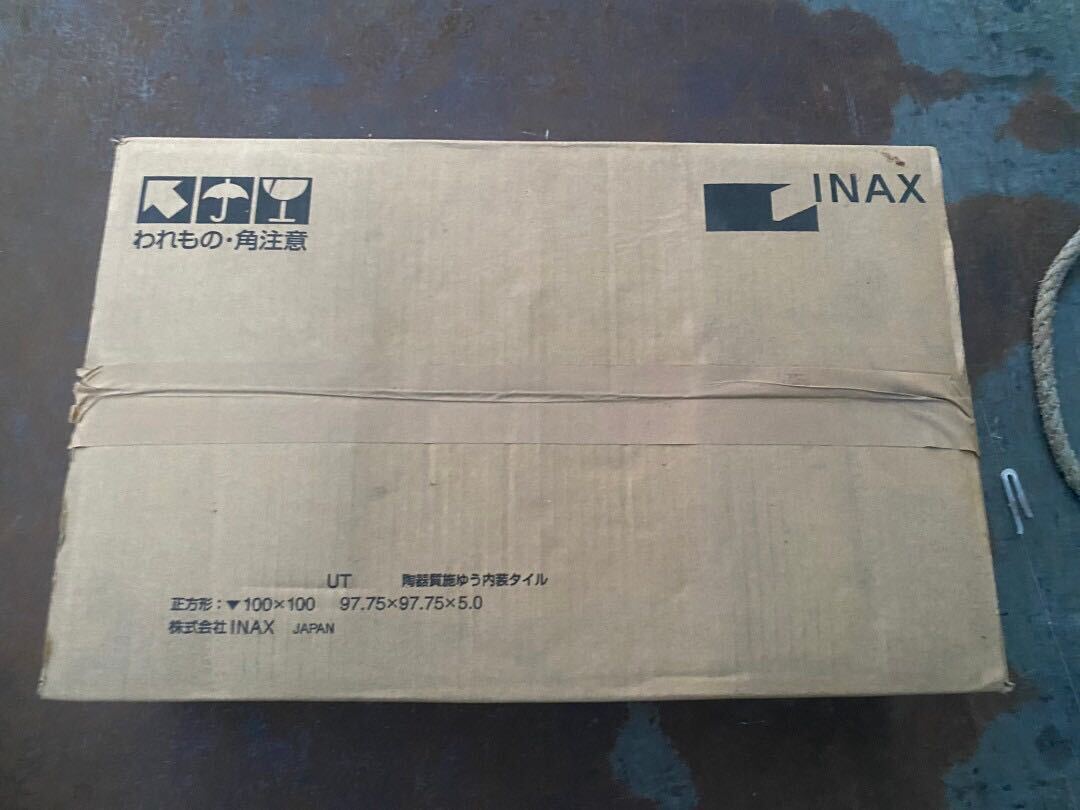 われもの・角注意
INAX
UT 陶器質施ゆう内装タイル
正方形:▼100×100 97.75×97.75×5.0
株式会社INAX JAPAN